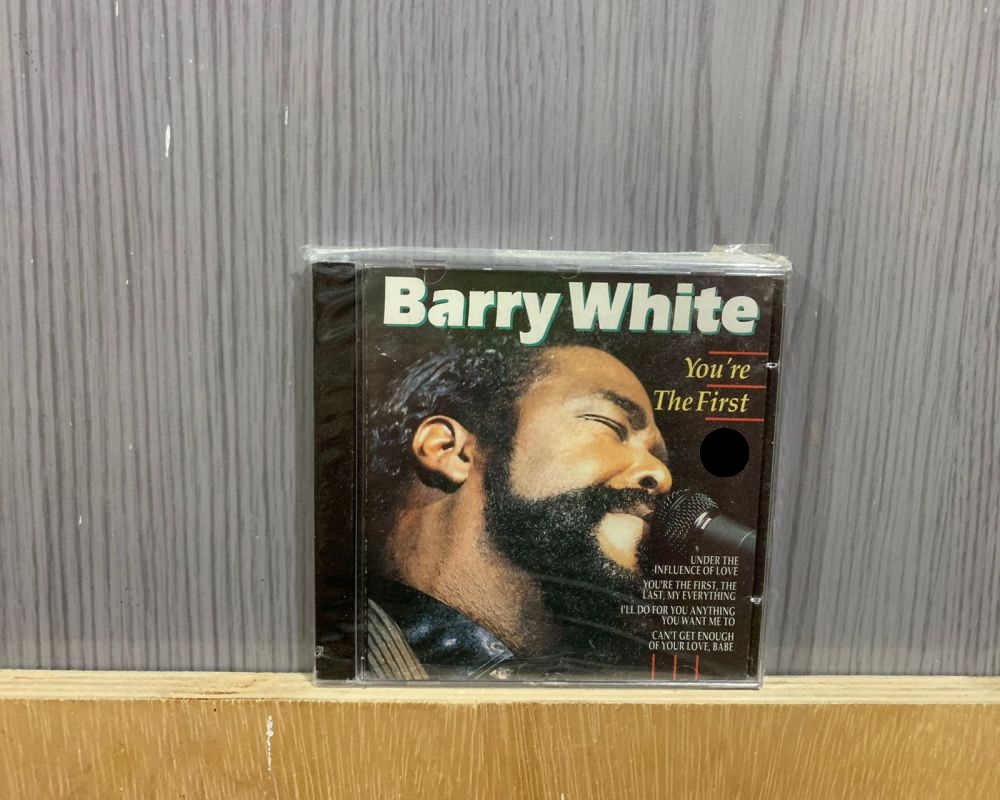 Barry White
You're
The First
UNDER THE
INFLUENCE OF LOVE
YOU'RE THE FIRST, THE
LAST, MY EVERYTHING
I'LL DO FOR YOU ANYTHING
YOU WANT ME TO
CAN'T GET ENOUGH
OF YOUR LOVE, BABE